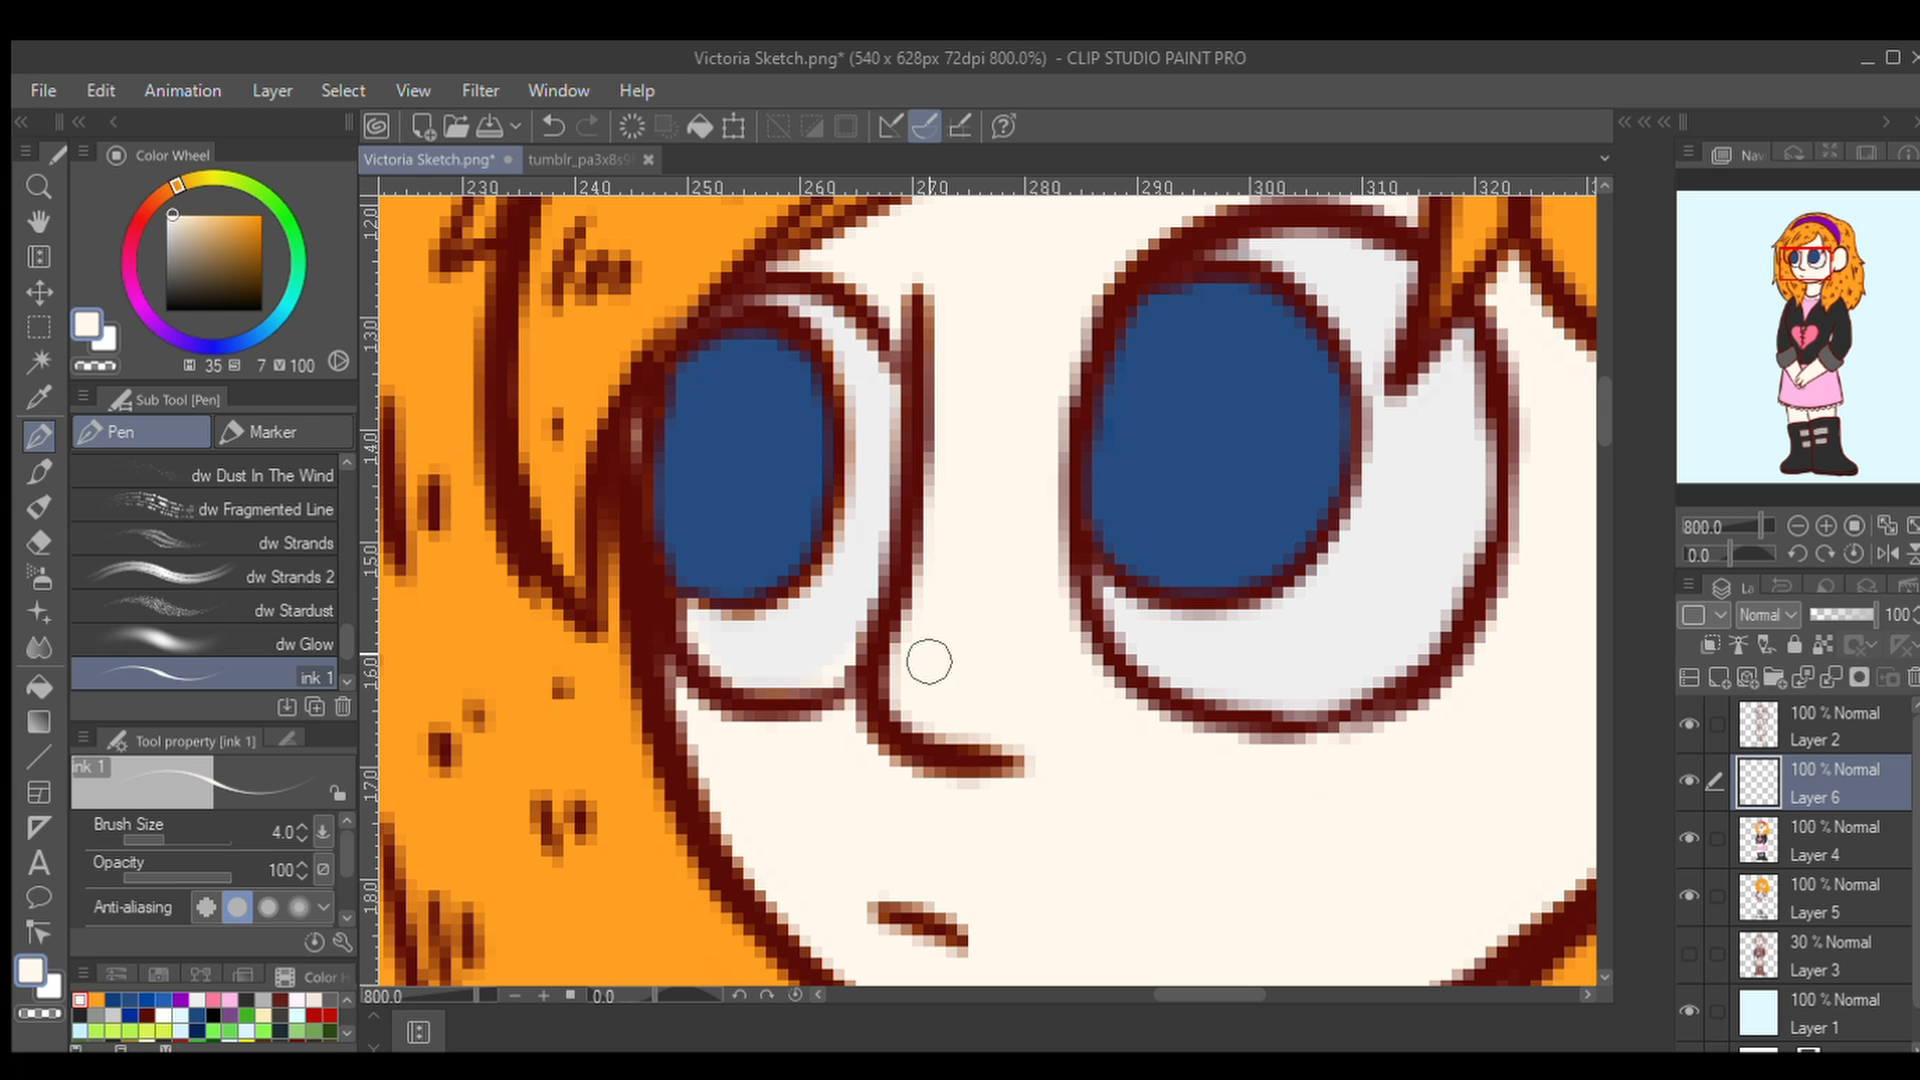 Victoria Sketch.png* (540 x 628px 72dpi 800.0%) - CLIP STUDIO PAINT PRO
File Edit Animation Layer Select View Filter Window Help
Color Wheel
Victoria Sketch.png* tumblr_pa3x8s9
Nav
230 240 250 260 270 280 290 300 310 320
120
130
140
150
160
170
180
H 35 S 7 V 100
Sub Tool [Pen]
Pen Marker
dw Dust In The Wind
dw Fragmented Line
dw Strands
dw Strands 2
dw Stardust
dw Glow
ink 1
Tool property [ink 1]
ink 1
Brush Size 4.0
Opacity 100
Anti-aliasing
Color
800.0 0.0
800.0
0.0
La
Normal 100
100 % Normal
Layer 2
100 % Normal
Layer 6
100 % Normal
Layer 4
100 % Normal
Layer 5
30 % Normal
Layer 3
100 % Normal
Layer 1